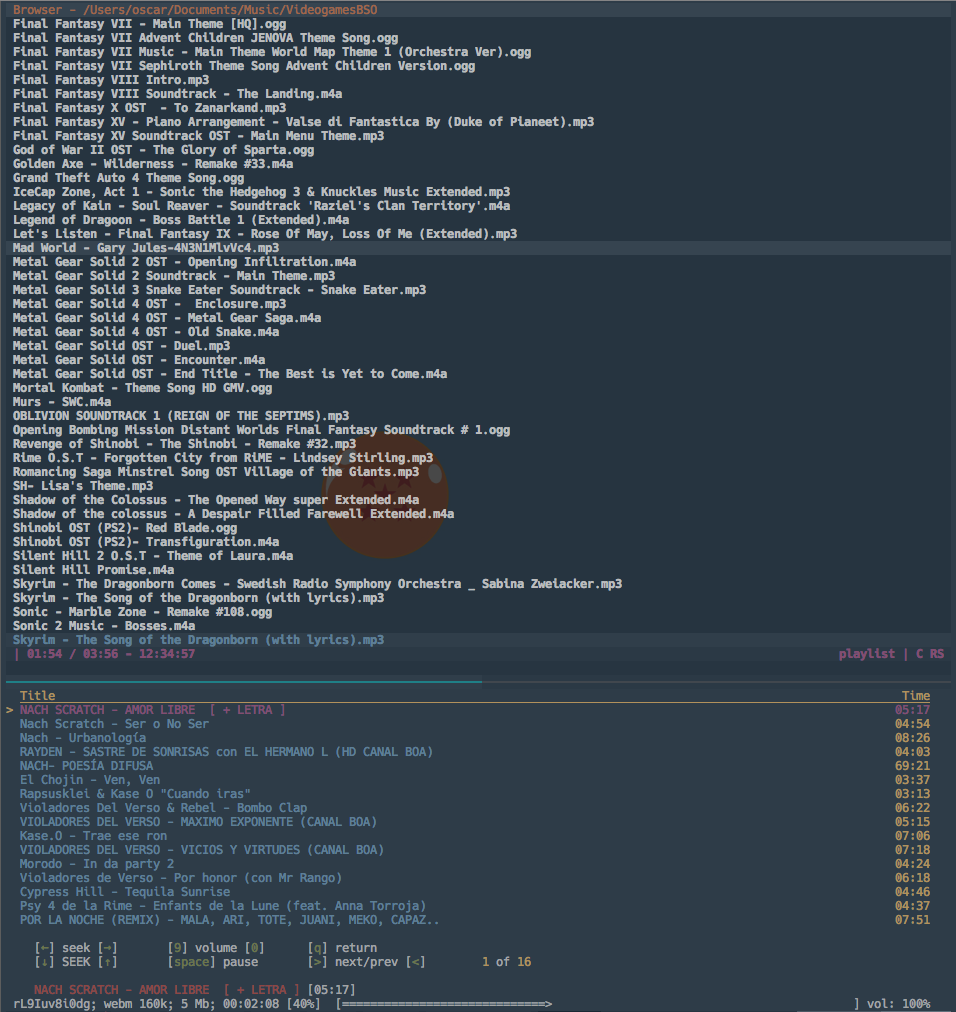 Browser - /Users/oscar/Documents/Music/VideogamesBSO
Final Fantasy VII - Main Theme [HQ].ogg
Final Fantasy VII Advent Children JENOVA Theme Song.ogg
Final Fantasy VII Music - Main Theme World Map Theme 1 (Orchestra Ver).ogg
Final Fantasy VII Sephiroth Theme Song Advent Children Version.ogg
Final Fantasy VIII Intro.mp3
Final Fantasy VIII Soundtrack - The Landing.m4a
Final Fantasy X OST  - To Zanarkand.mp3
Final Fantasy XV - Piano Arrangement - Valse di Fantastica By (Duke of Pianeet).mp3
Final Fantasy XV Soundtrack OST - Main Menu Theme.mp3
God of War II OST - The Glory of Sparta.ogg
Golden Axe - Wilderness - Remake #33.m4a
Grand Theft Auto 4 Theme Song.ogg
IceCap Zone, Act 1 - Sonic the Hedgehog 3 & Knuckles Music Extended.mp3
Legacy of Kain - Soul Reaver - Soundtrack 'Raziel's Clan Territory'.m4a
Legend of Dragoon - Boss Battle 1 (Extended).m4a
Let's Listen - Final Fantasy IX - Rose Of May, Loss Of Me (Extended).mp3
Mad World - Gary Jules-4N3N1MlvVc4.mp3
Metal Gear Solid 2 OST - Opening Infiltration.m4a
Metal Gear Solid 2 Soundtrack - Main Theme.mp3
Metal Gear Solid 3 Snake Eater Soundtrack - Snake Eater.mp3
Metal Gear Solid 4 OST -  Enclosure.mp3
Metal Gear Solid 4 OST - Metal Gear Saga.m4a
Metal Gear Solid 4 OST - Old Snake.m4a
Metal Gear Solid OST - Duel.mp3
Metal Gear Solid OST - Encounter.m4a
Metal Gear Solid OST - End Title - The Best is Yet to Come.m4a
Mortal Kombat - Theme Song HD GMV.ogg
Murs - SWC.m4a
OBLIVION SOUNDTRACK 1 (REIGN OF THE SEPTIMS).mp3
Opening Bombing Mission Distant Worlds Final Fantasy Soundtrack # 1.ogg
Revenge of Shinobi - The Shinobi - Remake #32.mp3
Rime O.S.T - Forgotten City from RiME - Lindsey Stirling.mp3
Romancing Saga Minstrel Song OST Village of the Giants.mp3
SH- Lisa's Theme.mp3
Shadow of the Colossus - The Opened Way super Extended.m4a
Shadow of the colossus - A Despair Filled Farewell Extended.m4a
Shinobi OST (PS2)- Red Blade.ogg
Shinobi OST (PS2)- Transfiguration.m4a
Silent Hill 2 O.S.T - Theme of Laura.m4a
Silent Hill Promise.m4a
Skyrim - The Dragonborn Comes - Swedish Radio Symphony Orchestra _ Sabina Zweiacker.mp3
Skyrim - The Song of the Dragonborn (with lyrics).mp3
Sonic - Marble Zone - Remake #108.ogg
Sonic 2 Music - Bosses.m4a
Skyrim - The Song of the Dragonborn (with lyrics).mp3
| 01:54 / 03:56 - 12:34:57 playlist | C RS
Title Time
> NACH SCRATCH - AMOR LIBRE  [ + LETRA ] 05:17
Nach Scratch - Ser o No Ser 04:54
Nach - Urbanología 08:26
RAYDEN - SASTRE DE SONRISAS con EL HERMANO L (HD CANAL BOA) 04:03
NACH- POESÍA DIFUSA 69:21
El Chojin - Ven, Ven 03:37
Rapsusklei & Kase O "Cuando iras" 03:13
Violadores Del Verso & Rebel - Bombo Clap 06:22
VIOLADORES DEL VERSO - MAXIMO EXPONENTE (CANAL BOA) 05:15
Kase.O - Trae ese ron 07:06
VIOLADORES DEL VERSO - VICIOS Y VIRTUDES (CANAL BOA) 07:18
Morodo - In da party 2 04:24
Violadores de Verso - Por honor (con Mr Rango) 06:18
Cypress Hill - Tequila Sunrise 04:46
Psy 4 de la Rime - Enfants de la Lune (feat. Anna Torroja) 04:37
POR LA NOCHE (REMIX) - MALA, ARI, TOTE, JUANI, MEKO, CAPAZ.. 07:51
[←] seek [→] [9] volume [0] [q] return
[↓] SEEK [↑] [space] pause [>] next/prev [<] 1 of 16
NACH SCRATCH - AMOR LIBRE  [ + LETRA ] [05:17]
rL9Iuv8i0dg; webm 160k; 5 Mb; 00:02:08 [40%] [=============================> ] vol: 100%